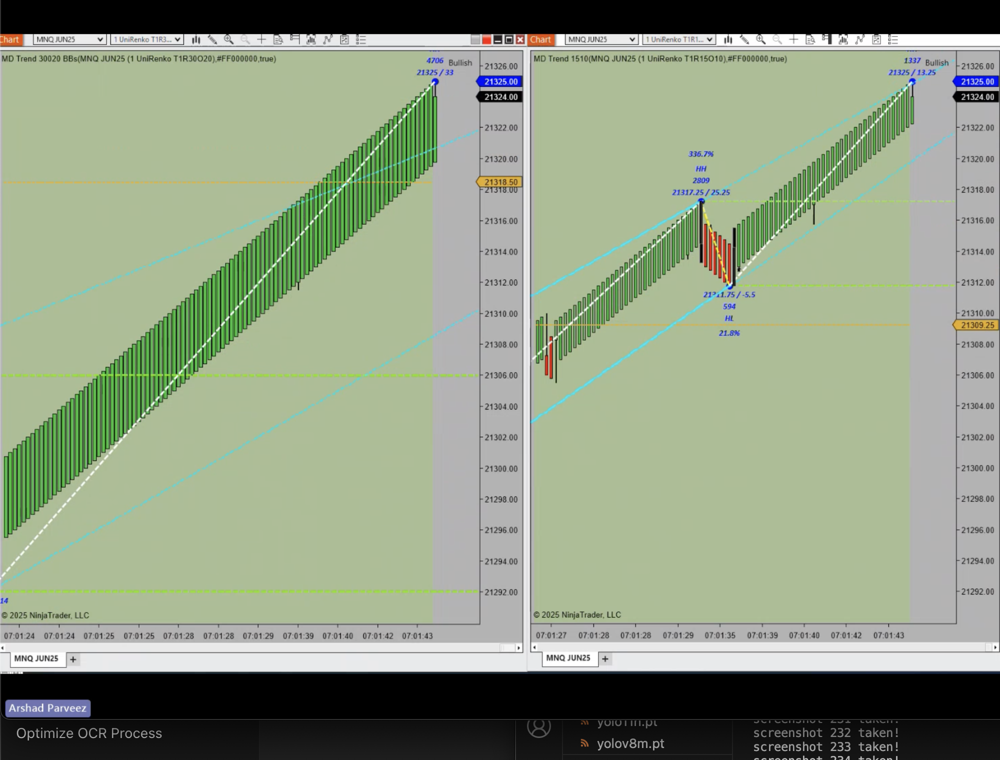 Chart MNQ JUN25 1 UniRenko T1R3...
MD Trend 30020 BBs(MNQ JUN25 (1 UniRenko T1R30O20),#FF000000,true)
4706 Bullish
21325 / 33
21326.00
21325.00
21324.00
21322.00
21320.00
21318.50
21318.00
21316.00
21314.00
21312.00
21310.00
21308.00
21306.00
21304.00
21302.00
21300.00
21298.00
21296.00
21294.00
21292.00
14
© 2025 NinjaTrader, LLC
07:01:24 07:01:24 07:01:25 07:01:25 07:01:28 07:01:28 07:01:28 07:01:39 07:01:40 07:01:42 07:01:43
MNQ JUN25 +
Chart MNQ JUN25 1 UniRenko T1R1...
MD Trend 1510(MNQ JUN25 (1 UniRenko T1R15O10),#FF000000,true)
1337 Bullish
21325 / 13.25
336.7%
HH
2809
21317.25 / 25.25
21311.75 / -5.5
594
HL
21.8%
21326.00
21325.00
21324.00
21322.00
21320.00
21318.00
21316.00
21314.00
21312.00
21310.00
21309.25
21308.00
21306.00
21304.00
21302.00
21300.00
21298.00
21296.00
21294.00
21292.00
© 2025 NinjaTrader, LLC
07:01:27 07:01:28 07:01:28 07:01:29 07:01:35 07:01:39 07:01:40 07:01:42 07:01:43
MNQ JUN25 +
Arshad Parveez
Optimize OCR Process
yolo11n.pt
yolov8m.pt
screenshot 231 taken!
screenshot 232 taken!
screenshot 233 taken!
screenshot 234 taken!